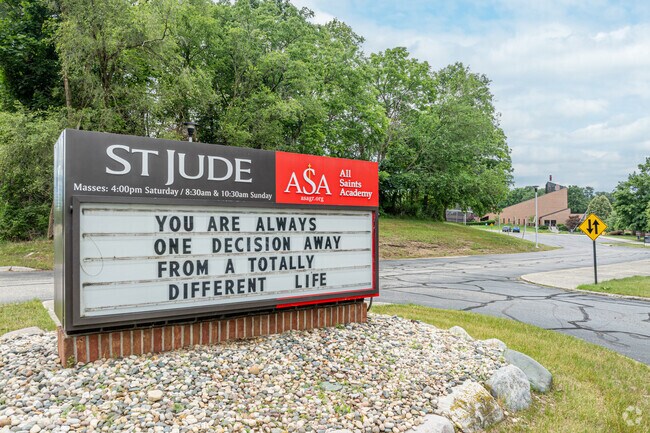 ST JUDE
Masses: 4:00pm Saturday / 8:30am & 10:30am Sunday
ASA
asagr.org
All
Saints
Academy
YOU ARE ALWAYS
ONE DECISION AWAY
FROM A TOTALLY
DIFFERENT LIFE